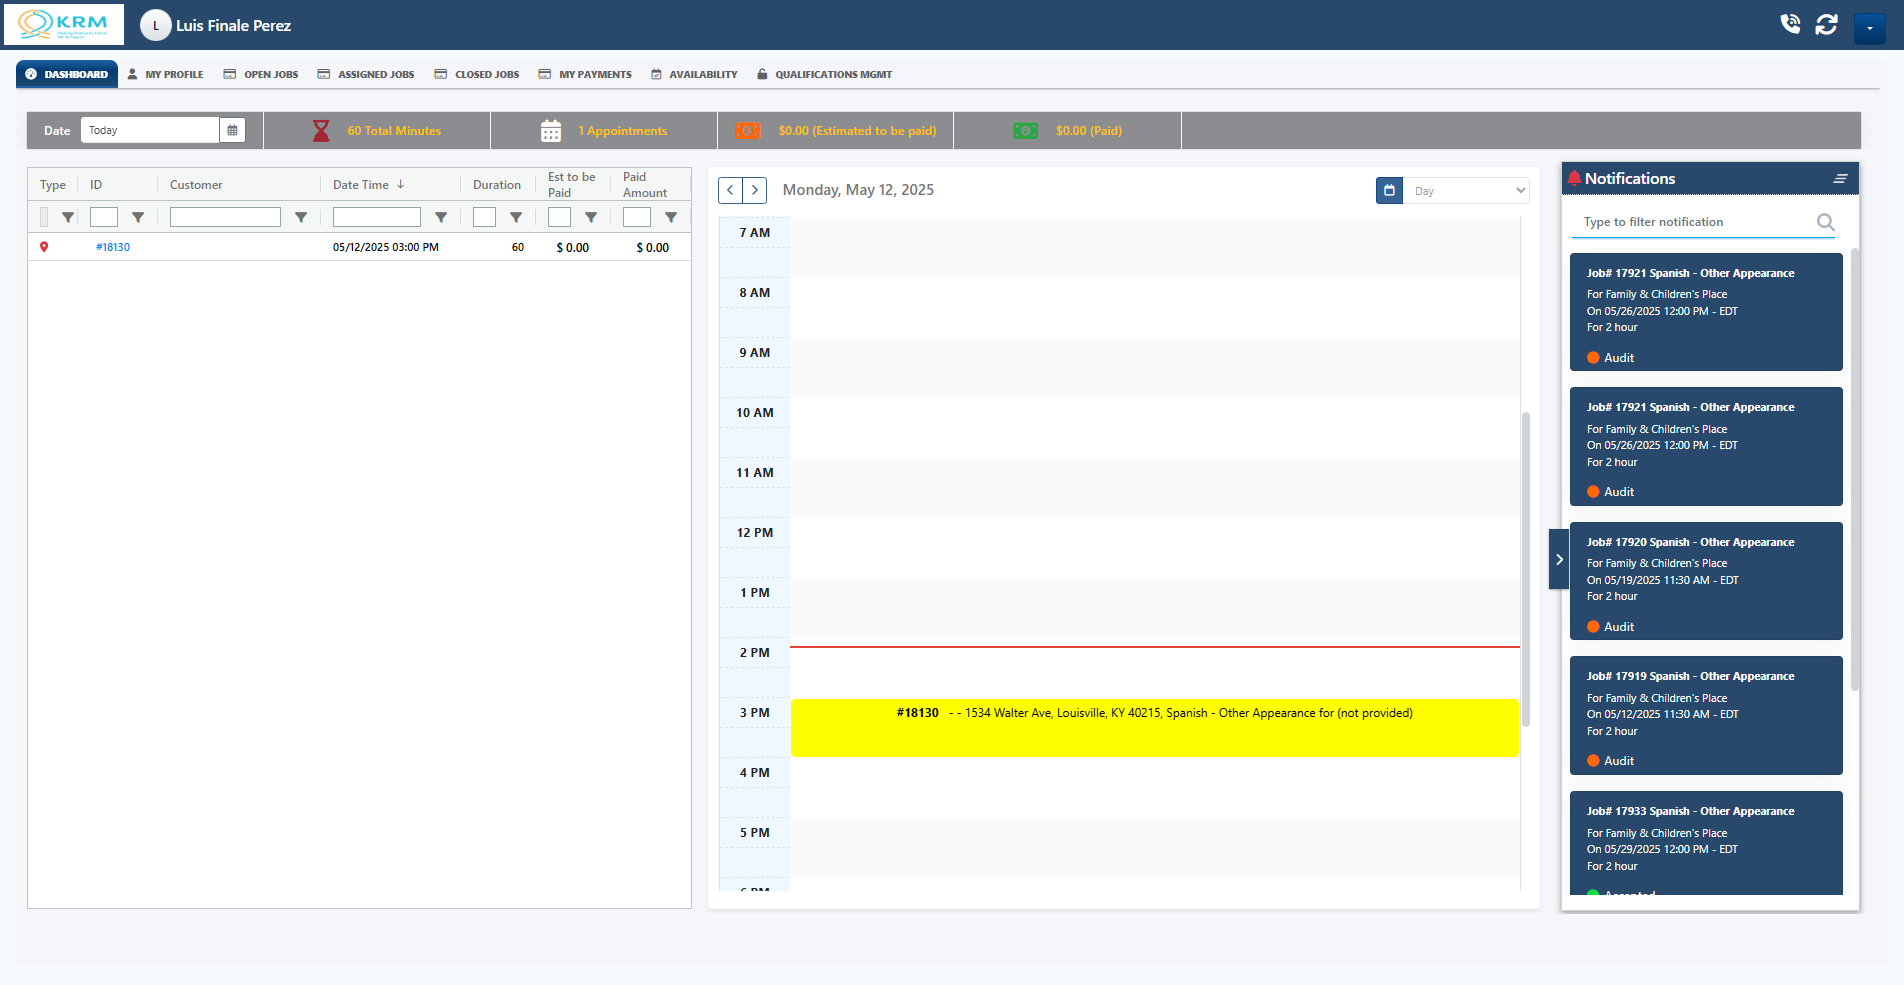 KRM
L
Luis Finale Perez
DASHBOARD
MY PROFILE
OPEN JOBS
ASSIGNED JOBS
CLOSED JOBS
MY PAYMENTS
AVAILABILITY
QUALIFICATIONS MGMT
Date
Today
60 Total Minutes
1 Appointments
$0.00 (Estimated to be paid)
$0.00 (Paid)
Type
ID
Customer
Date Time ↓
Duration
Est to be
Paid
Paid
Amount
#18130
05/12/2025 03:00 PM
60
$ 0.00
$ 0.00
Monday, May 12, 2025
Day
7 AM
8 AM
9 AM
10 AM
11 AM
12 PM
1 PM
2 PM
3 PM
#18130 - - 1534 Walter Ave, Louisville, KY 40215, Spanish - Other Appearance for (not provided)
4 PM
5 PM
6 PM
Notifications
Type to filter notification
Job# 17921 Spanish - Other Appearance
For Family & Children's Place
On 05/26/2025 12:00 PM - EDT
For 2 hour
Audit
Job# 17921 Spanish - Other Appearance
For Family & Children's Place
On 05/26/2025 12:00 PM - EDT
For 2 hour
Audit
Job# 17920 Spanish - Other Appearance
For Family & Children's Place
On 05/19/2025 11:30 AM - EDT
For 2 hour
Audit
Job# 17919 Spanish - Other Appearance
For Family & Children's Place
On 05/12/2025 11:30 AM - EDT
For 2 hour
Audit
Job# 17933 Spanish - Other Appearance
For Family & Children's Place
On 05/29/2025 12:00 PM - EDT
For 2 hour
Accepted